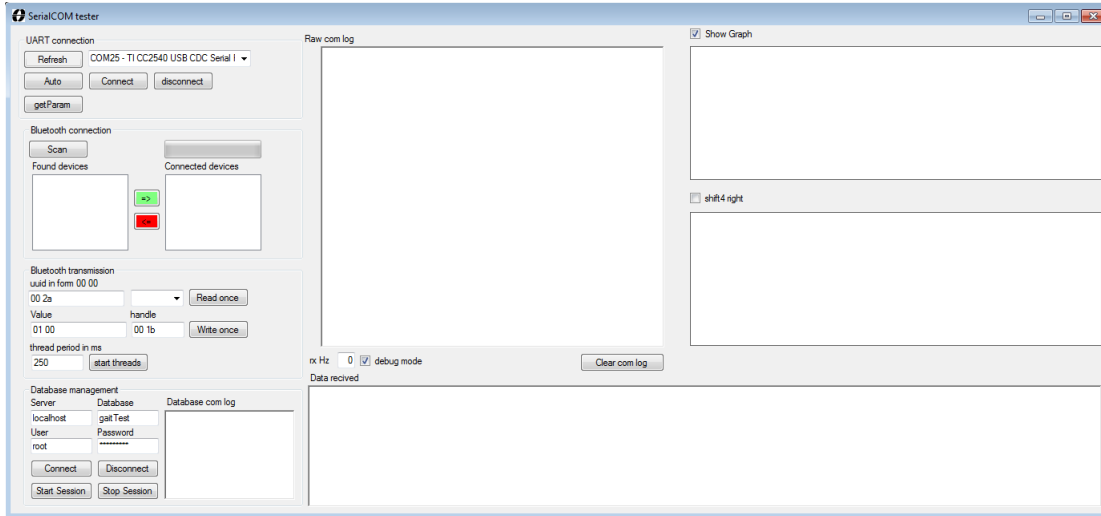 SerialCOM tester
UART connection
Refresh COM25 - TI CC2540 USB CDC Serial I
Auto Connect disconnect
getParam
Bluetooth connection
Scan
Found devices Connected devices
=>
<=
Bluetooth transmission
uuid in form 00 00
00 2a Read once
Value handle
01 00 00 1b Write once
thread period in ms
250 start threads
Database management
Server Database Database com log
localhost gaitTest
User Password
root *********
Connect Disconnect
Start Session Stop Session
Raw com log
rx Hz 0 debug mode Clear com log
Data recived
Show Graph
shift4 right